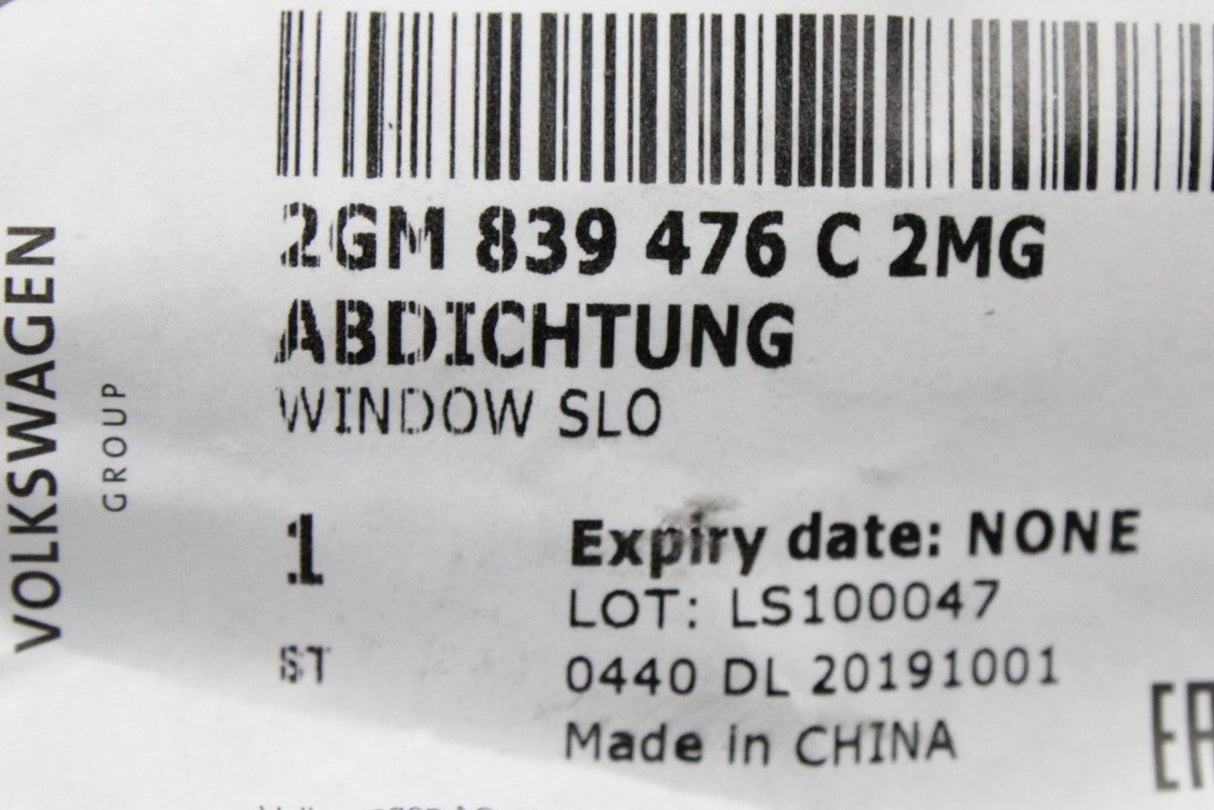 VOLKSWAGEN
GROUP
2GM 839 476 C 2MG
ABDICHTUNG
WINDOW SLO
1
ST
Expiry date: NONE
LOT: LS100047
0440 DL 20191001
Made in CHINA